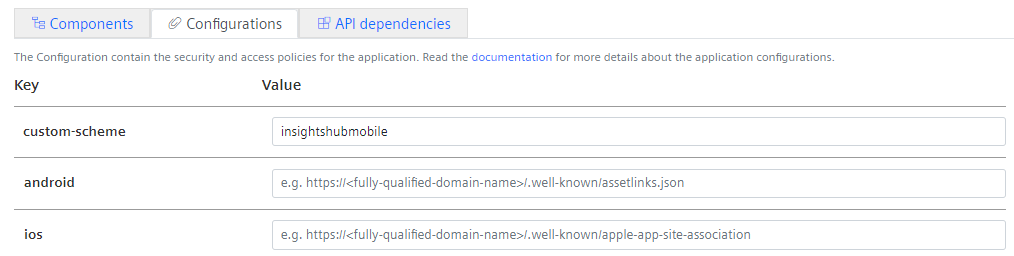 Components Configurations API dependencies
The Configuration contain the security and access policies for the application. Read the documentation for more details about the application configurations.
Key Value
custom-scheme insightshubmobile
android e.g. https://<fully-qualified-domain-name>/.well-known/assetlinks.json
ios e.g. https://<fully-qualified-domain-name>/.well-known/apple-app-site-association